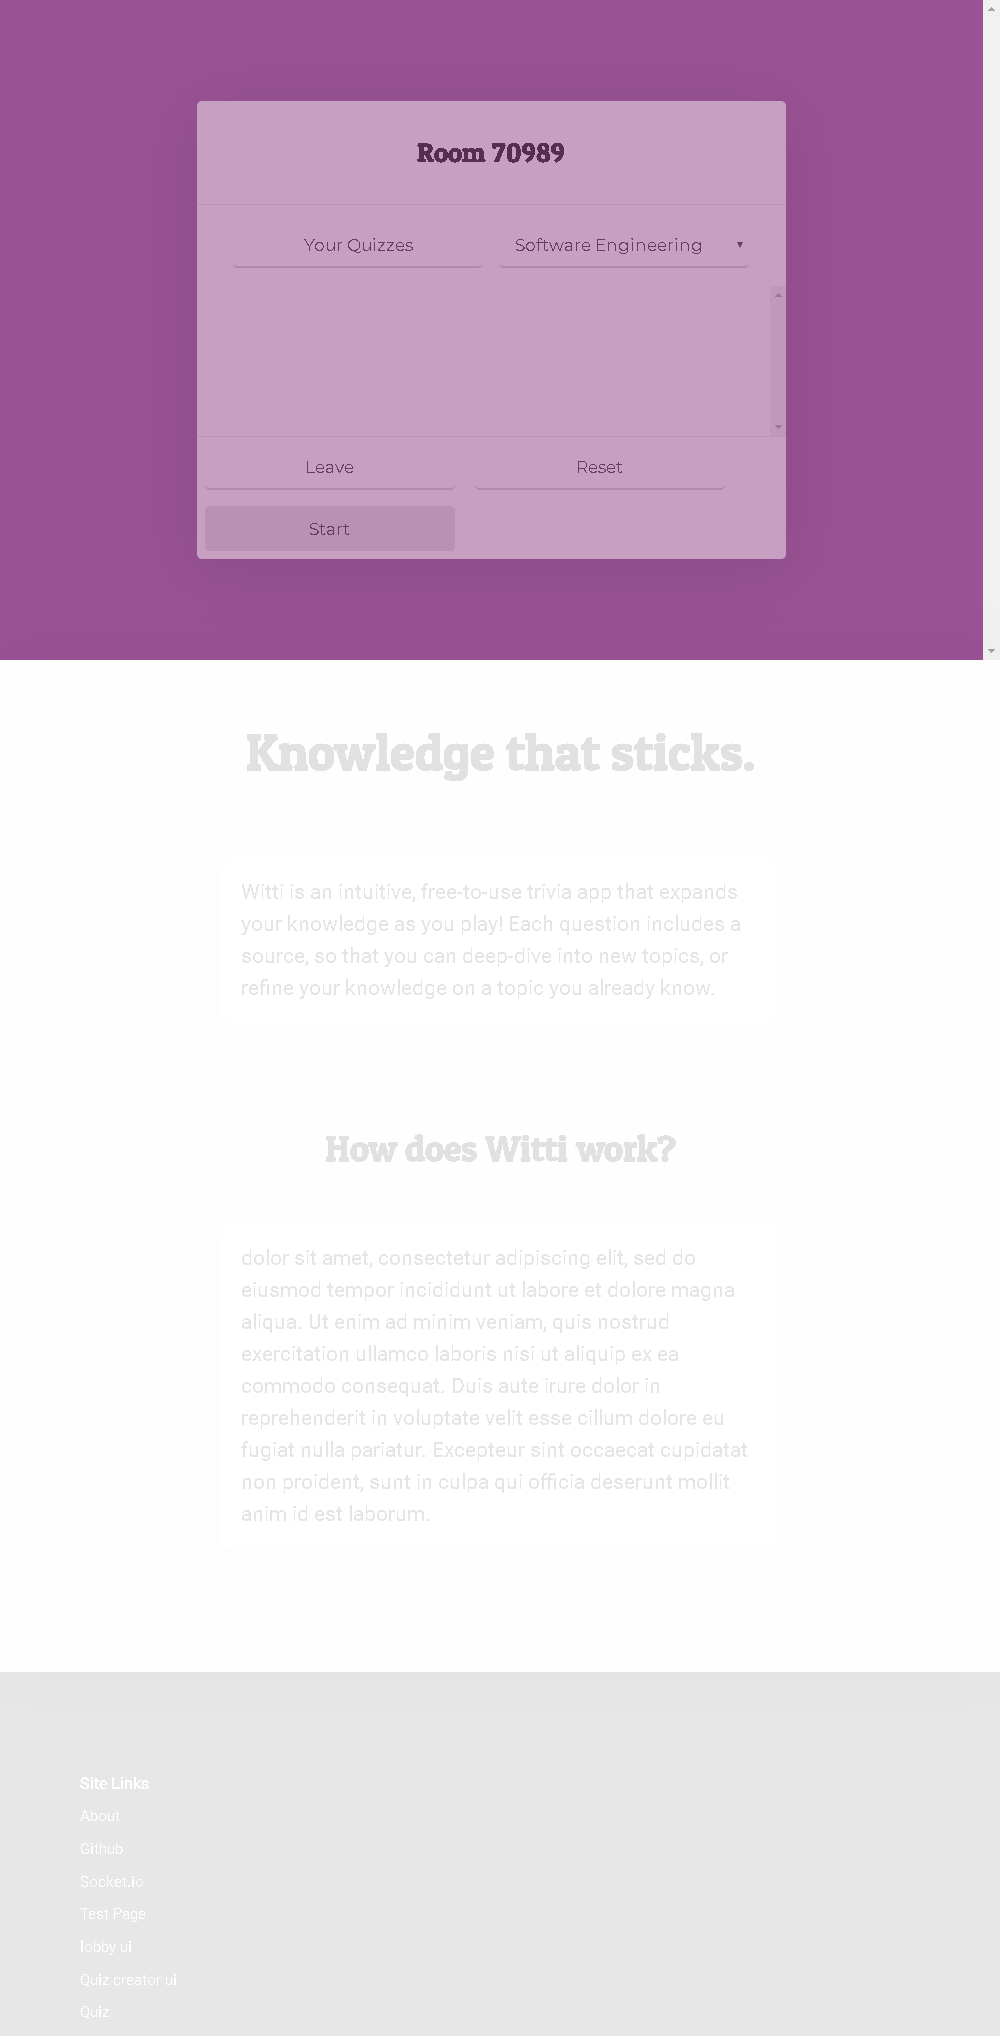 Room 70989
Your Quizzes
Software Engineering
Leave
Reset
Start
Knowledge that sticks.
Witti is an intuitive, free-to-use trivia app that expands
your knowledge as you play! Each question includes a
source, so that you can deep-dive into new topics, or
refine your knowledge on a topic you already know.
How does Witti work?
dolor sit amet, consectetur adipiscing elit, sed do
eiusmod tempor incididunt ut labore et dolore magna
aliqua. Ut enim ad minim veniam, quis nostrud
exercitation ullamco laboris nisi ut aliquip ex ea
commodo consequat. Duis aute irure dolor in
reprehenderit in voluptate velit esse cillum dolore eu
fugiat nulla pariatur. Excepteur sint occaecat cupidatat
non proident, sunt in culpa qui officia deserunt mollit
anim id est laborum.
Site Links
About
Github
Socket.io
Test Page
lobby ui
Quiz creator ui
Quiz